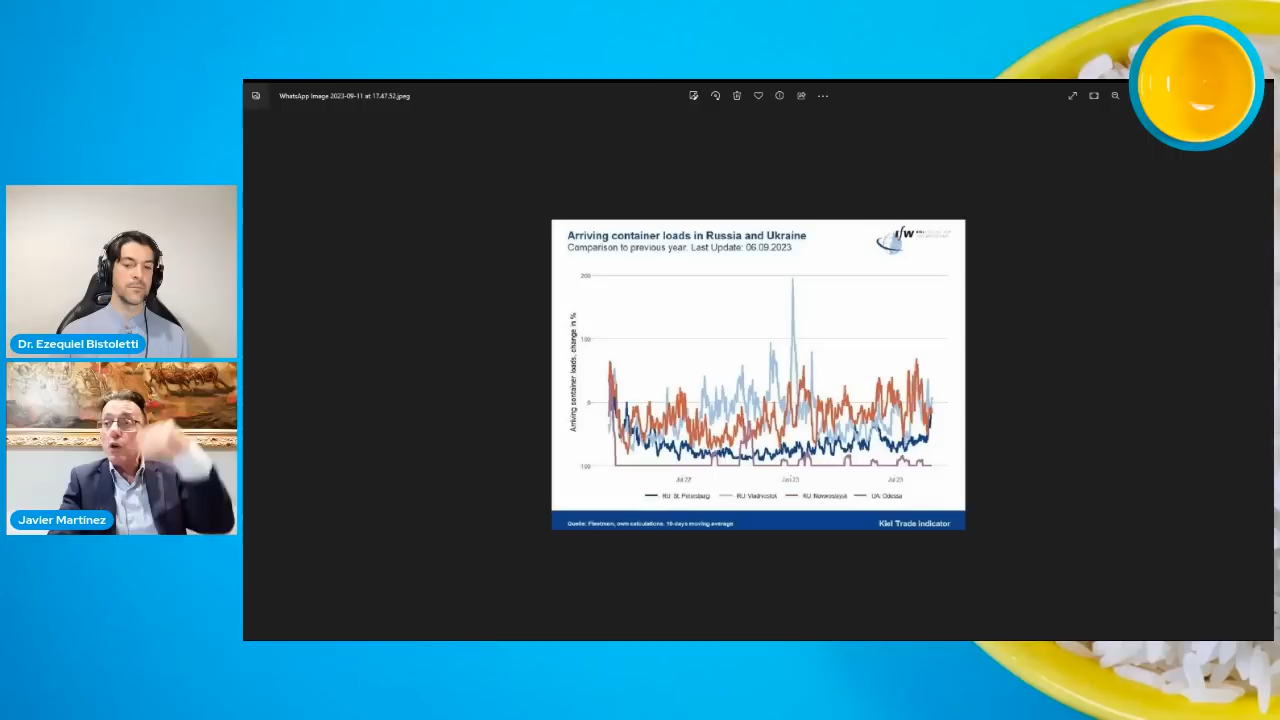 WhatsApp Image 2023-09-11 at 17.47.52.jpeg
Arriving container loads in Russia and Ukraine
Comparison to previous year. Last Update: 06.09.2023
ifw
200
100
0
100
Arriving container loads, change in %
Jul 22
Jan 23
Jul 23
RU: St. Petersburg
RU: Vladivostok
RU: Novorossiysk
UA: Odessa
Quelle: Fleetmon, own calculations. 10-days moving average
Kiel Trade Indicator
Dr. Ezequiel Bistoletti
Javier Martínez